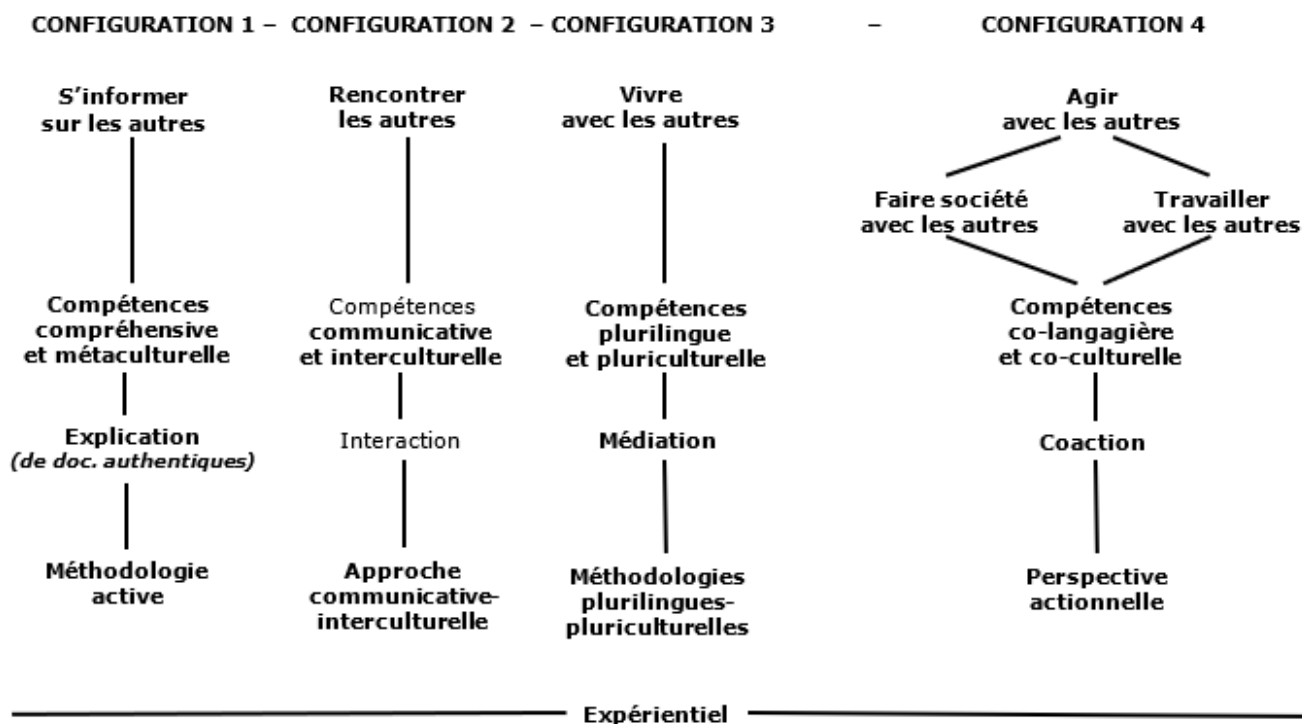 CONFIGURATION 1 – CONFIGURATION 2 – CONFIGURATION 3 – CONFIGURATION 4
S’informer
sur les autres
Rencontrer
les autres
Vivre
avec les autres
Agir
avec les autres
Faire société
avec les autres
Travailler
avec les autres
Compétences
compréhensive
et métaculturelle
Compétences
communicative
et interculturelle
Compétences
plurilingue
et pluriculturelle
Compétences
co-langagière
et co-culturelle
Explication
(de doc. authentiques)
Interaction
Médiation
Coaction
Méthodologie
active
Approche
communicative-
interculturelle
Méthodologies
plurilingues-
pluriculturelles
Perspective
actionnelle
Expérientiel